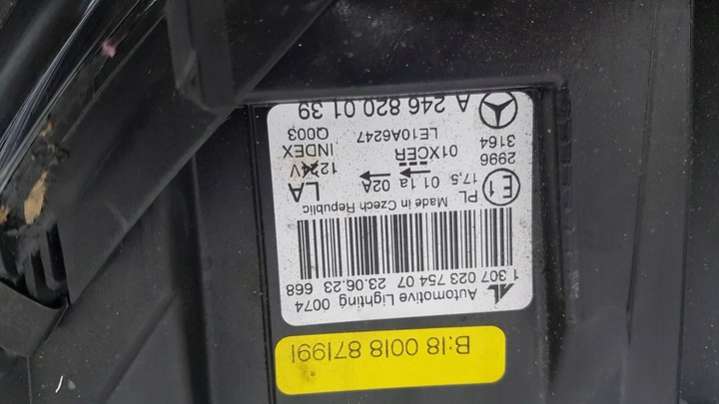 B:18 0018 871991
Automotive Lighting 0074
1 307 023 754 07 23.06.23 668
Made in Czech Republic
E1 PL LA
17,5 01 1a 02A
2996 01XCER 12V
3164 INDEX
LE10A6247 Q003
A 246 820 01 39